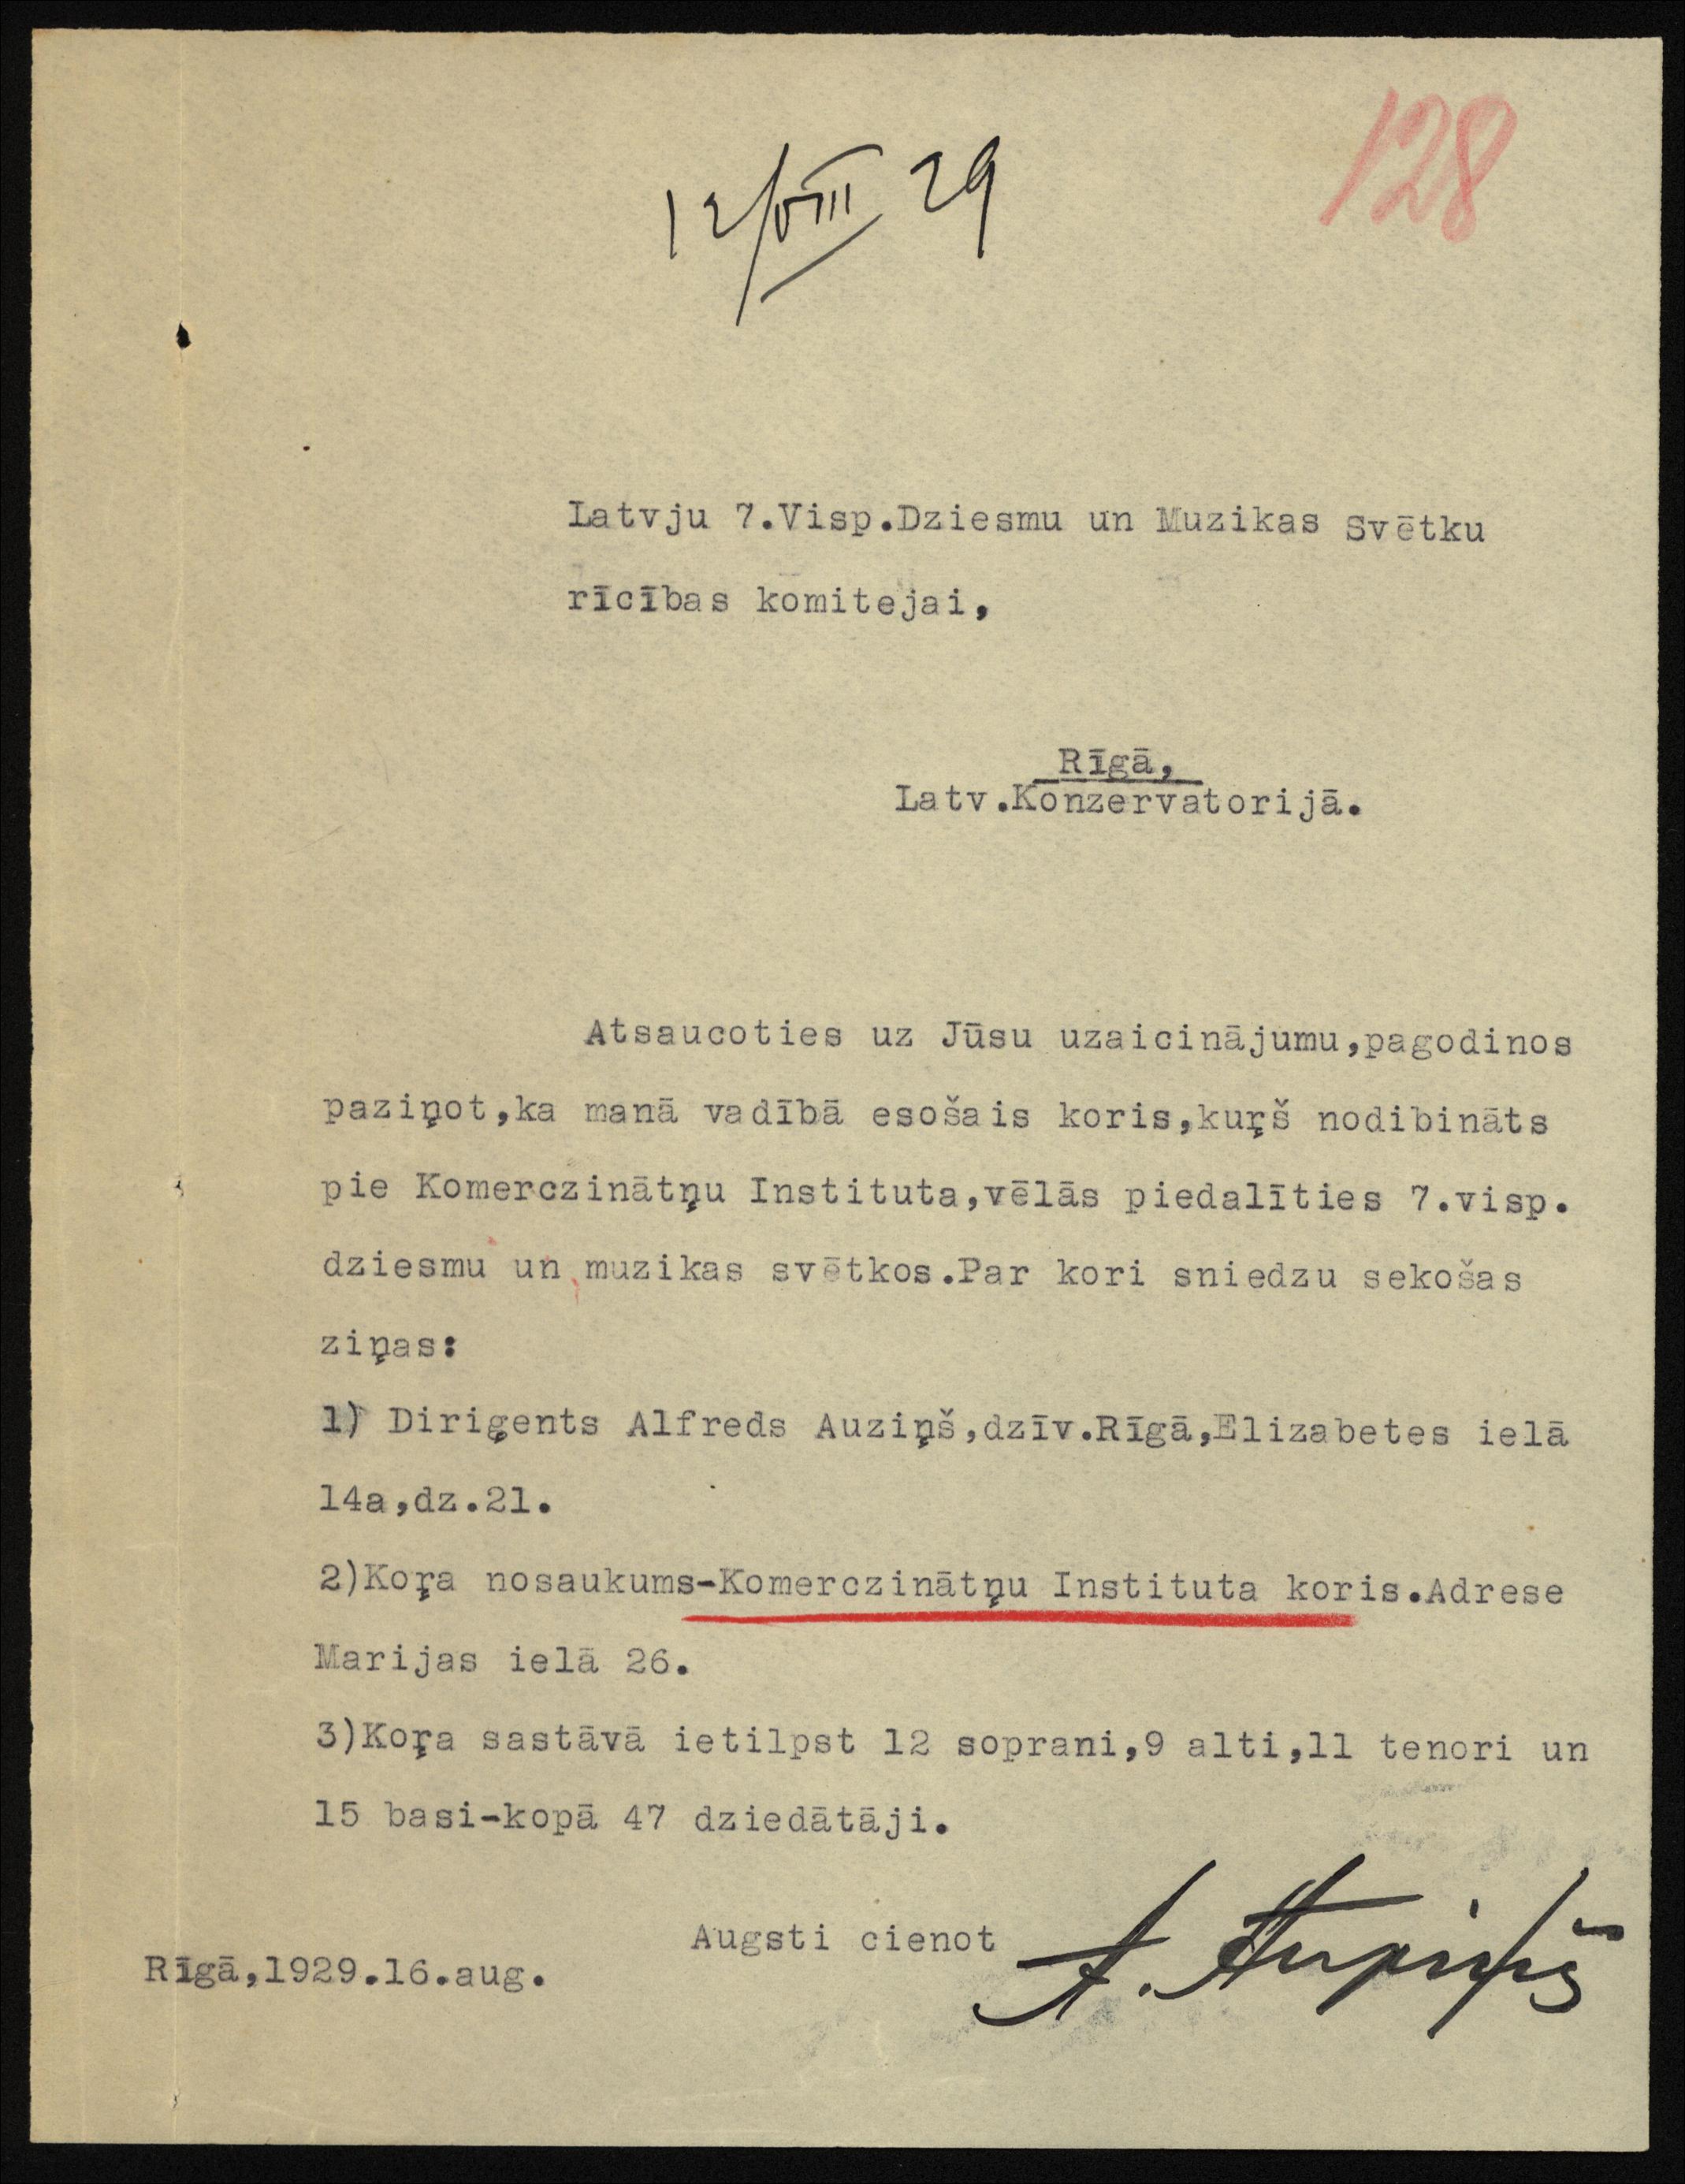 128
12/VIII 29
Latvju 7.Visp.Dziesmu un Muzikas Svētku
rīcības komitejai,
Rīgā,
Latv.Konzervatorijā.
Atsaucoties uz Jūsu uzaicinājumu,pagodinos
paziņot,ka manā vadībā esošais koris,kuŗš nodibināts
pie Komerczinātņu Instituta,vēlās piedalīties 7.visp.
dziesmu un muzikas svētkos.Par kori sniedzu sekošas
ziņas:
1) Diriģents Alfreds Auziņš,dzīv.Rīgā,Elizabetes ielā
14a,dz.21.
2)Koŗa nosaukums-Komerczinātņu Instituta koris.Adrese
Marijas ielā 26.
3)Koŗa sastāvā ietilpst 12 soprani,9 alti,11 tenori un
15 basi-kopā 47 dziedātāji.
Augsti cienot
A. Auziņš
Rīgā,1929.16.aug.